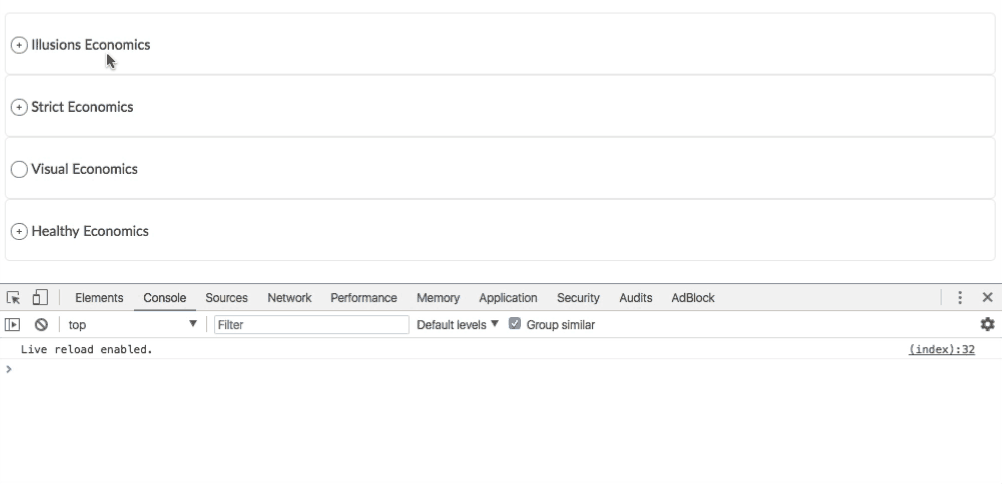 Illusions Economics
Strict Economics
Visual Economics
Healthy Economics
Elements Console Sources Network Performance Memory Application Security Audits AdBlock
top Filter Default levels Group similar
Live reload enabled. (index):32